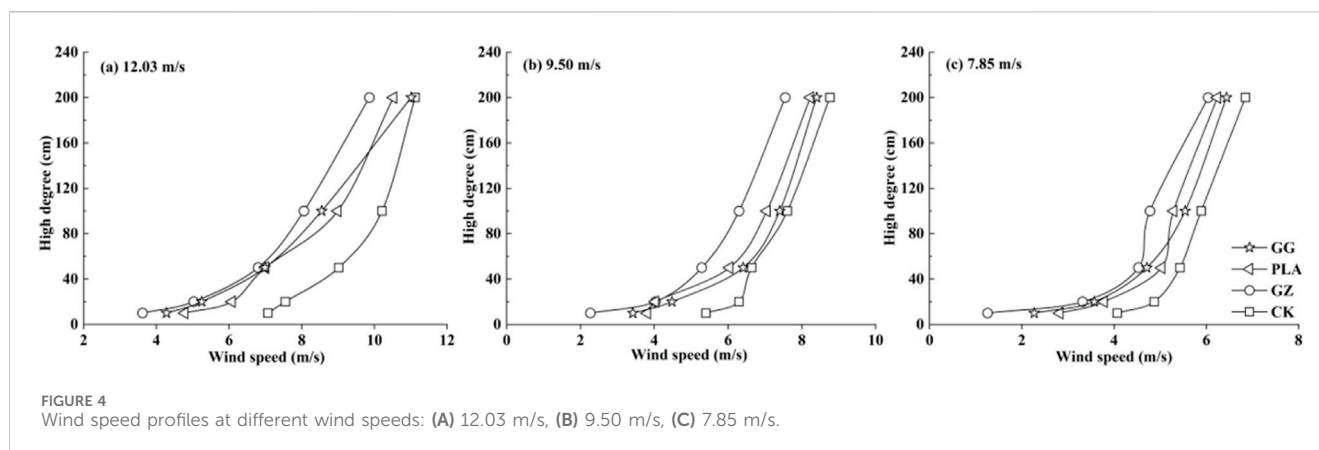 (a) 12.03 m/s
240
200
160
120
80
40
0
High degree (cm)
2 4 6 8 10 12
Wind speed (m/s)
(b) 9.50 m/s
240
200
160
120
80
40
0
High degree (cm)
0 2 4 6 8 10
Wind speed (m/s)
(c) 7.85 m/s
240
200
160
120
80
40
0
High degree (cm)
0 2 4 6 8
Wind speed (m/s)
GG
PLA
GZ
CK
FIGURE 4
Wind speed profiles at different wind speeds: (A) 12.03 m/s, (B) 9.50 m/s, (C) 7.85 m/s.